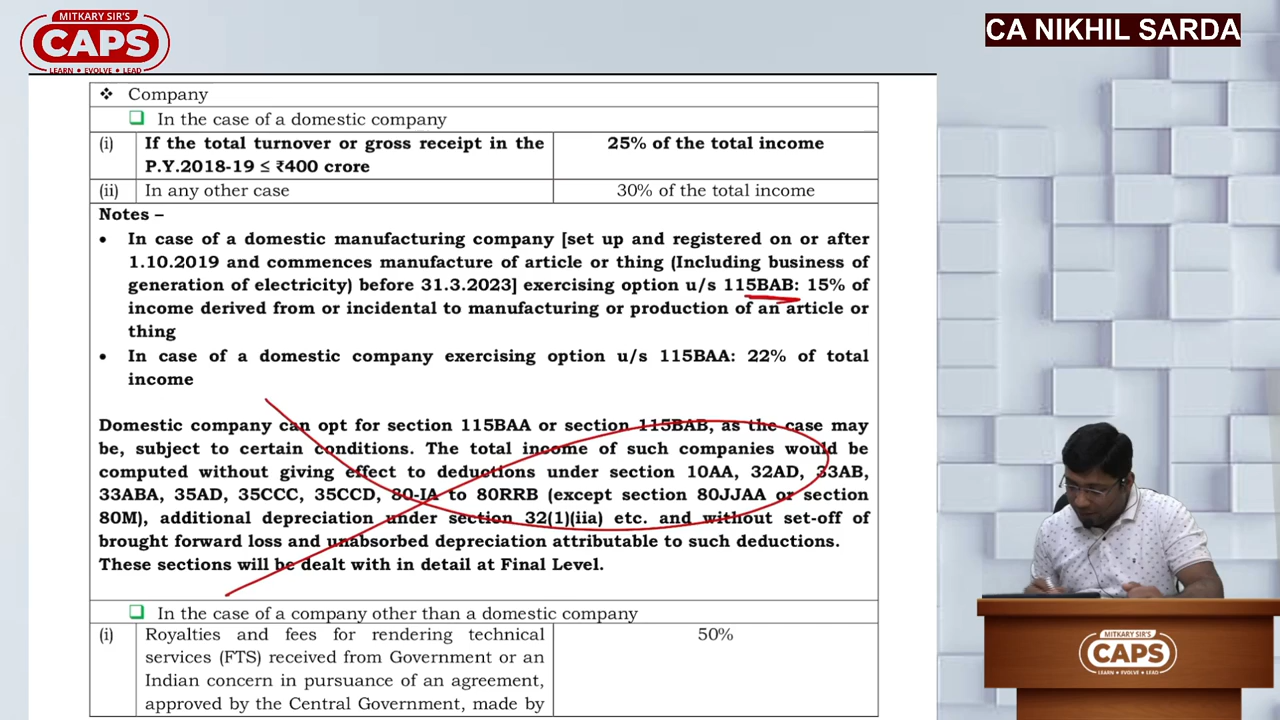 MITKARY SIR'S
CAPS
LEARN • EVOLVE • LEAD
CA NIKHIL SARDA
❖ Company
❑ In the case of a domestic company
(i) If the total turnover or gross receipt in the 25% of the total income
P.Y.2018-19 ≤ ₹400 crore
(ii) In any other case 30% of the total income
Notes –
• In case of a domestic manufacturing company [set up and registered on or after
1.10.2019 and commences manufacture of article or thing (Including business of
generation of electricity) before 31.3.2023] exercising option u/s 115BAB: 15% of
income derived from or incidental to manufacturing or production of an article or
thing
• In case of a domestic company exercising option u/s 115BAA: 22% of total
income
Domestic company can opt for section 115BAA or section 115BAB, as the case may
be, subject to certain conditions. The total income of such companies would be
computed without giving effect to deductions under section 10AA, 32AD, 33AB,
33ABA, 35AD, 35CCC, 35CCD, 80-IA to 80RRB (except section 80JJAA or section
80M), additional depreciation under section 32(1)(iia) etc. and without set-off of
brought forward loss and unabsorbed depreciation attributable to such deductions.
These sections will be dealt with in detail at Final Level.
❑ In the case of a company other than a domestic company
(i) Royalties and fees for rendering technical 50%
services (FTS) received from Government or an
Indian concern in pursuance of an agreement,
approved by the Central Government, made by
MITKARY SIR'S
CAPS
LEARN • EVOLVE • LEAD